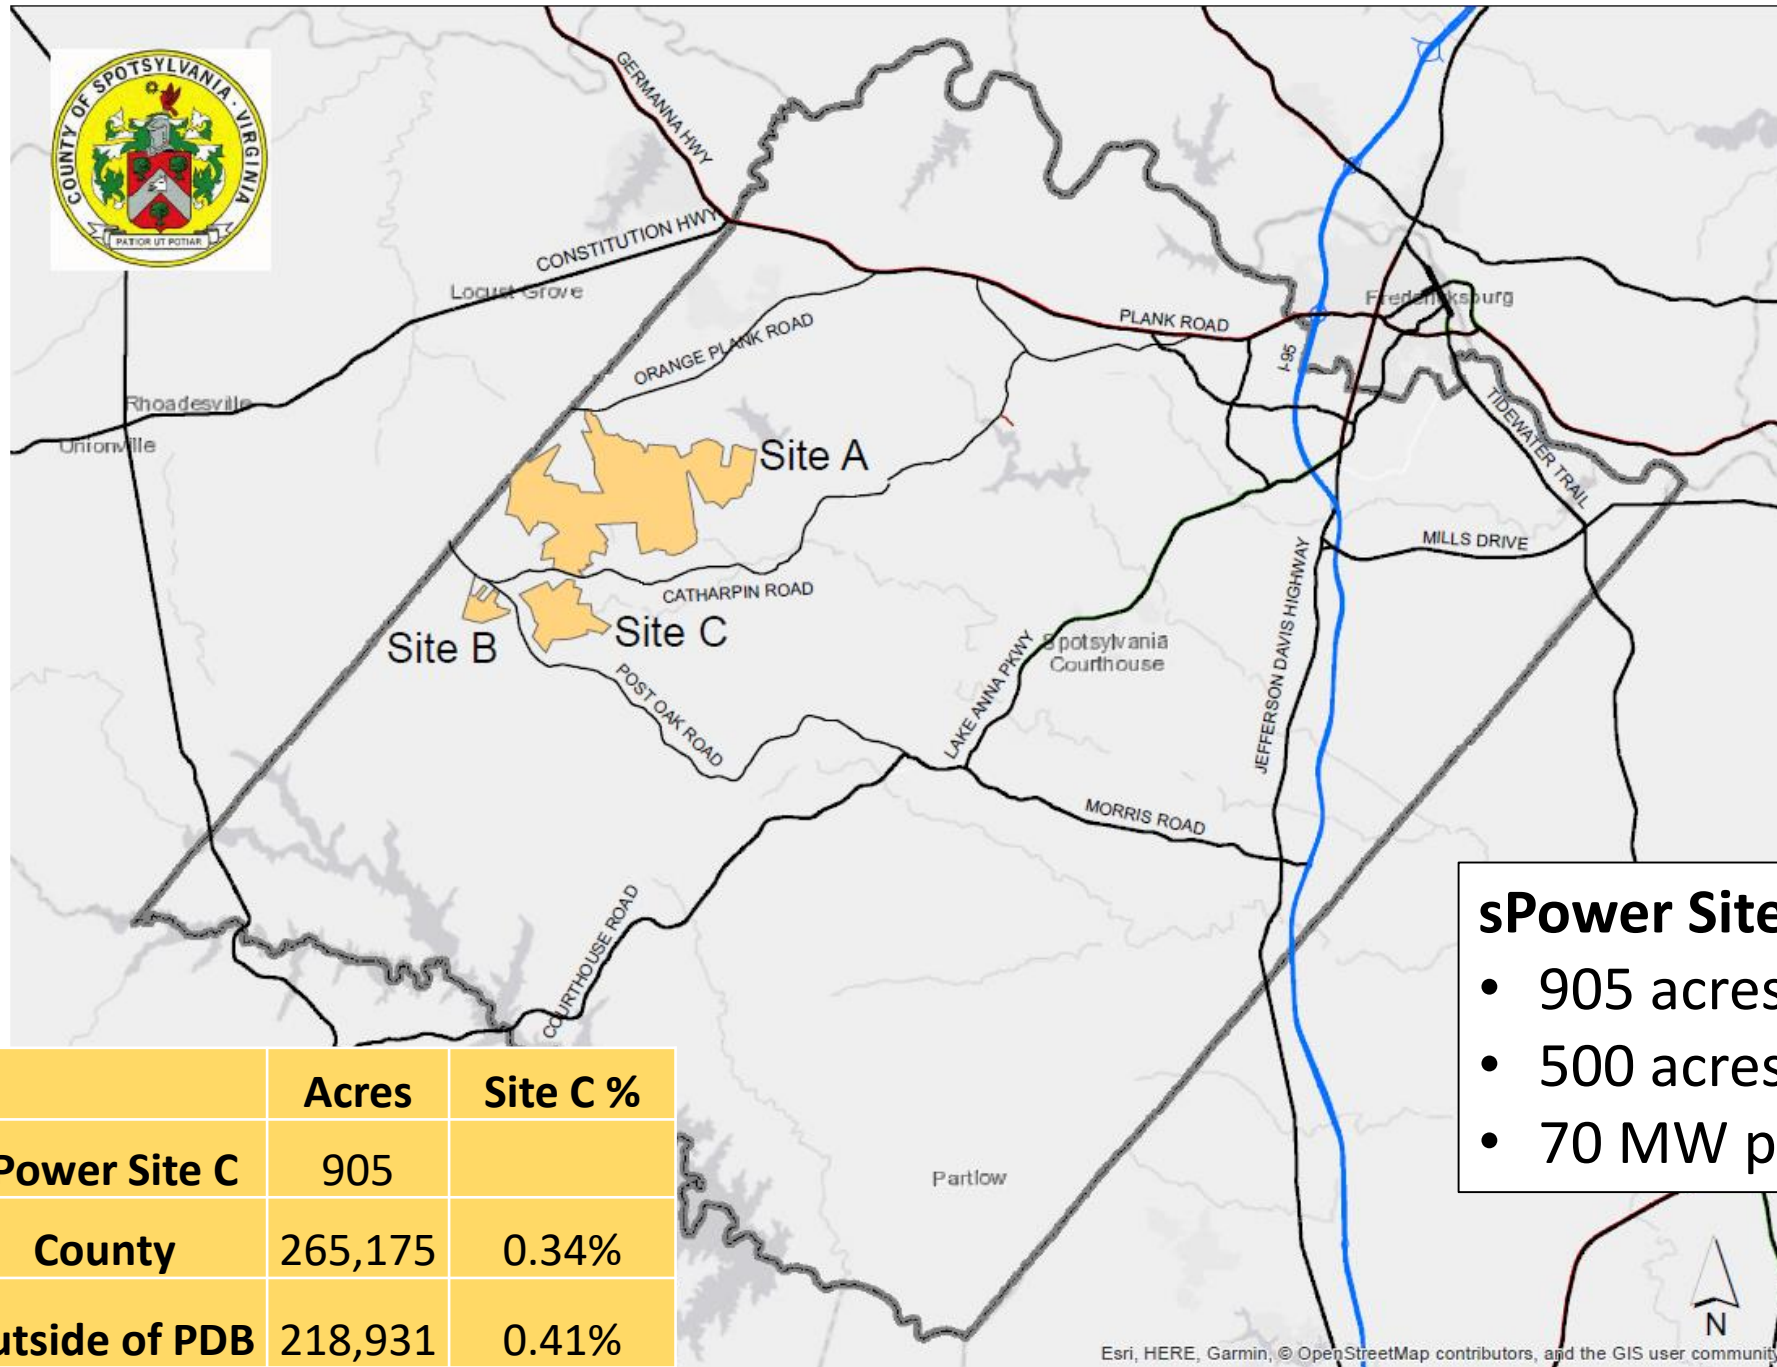 COUNTY OF SPOTSYLVANIA · VIRGINIA
PATIOR UT POTIAR
GERMANNA HWY
CONSTITUTION HWY
Locust Grove
ORANGE PLANK ROAD
PLANK ROAD
Fredericksburg
I-95
Rhoadesville
Unionville
TIDEWATER TRAIL
Site A
MILLS DRIVE
CATHARPIN ROAD
Site B
Site C
JEFFERSON DAVIS HIGHWAY
Spotsylvania
Courthouse
POST OAK ROAD
LAKE ANNA PKWY
MORRIS ROAD
COURTHOUSE ROAD
sPower Site
• 905 acres
• 500 acres
• 70 MW p
Acres Site C %
Power Site C 905
County 265,175 0.34%
utside of PDB 218,931 0.41%
Partlow
N
Esri, HERE, Garmin, © OpenStreetMap contributors, and the GIS user community